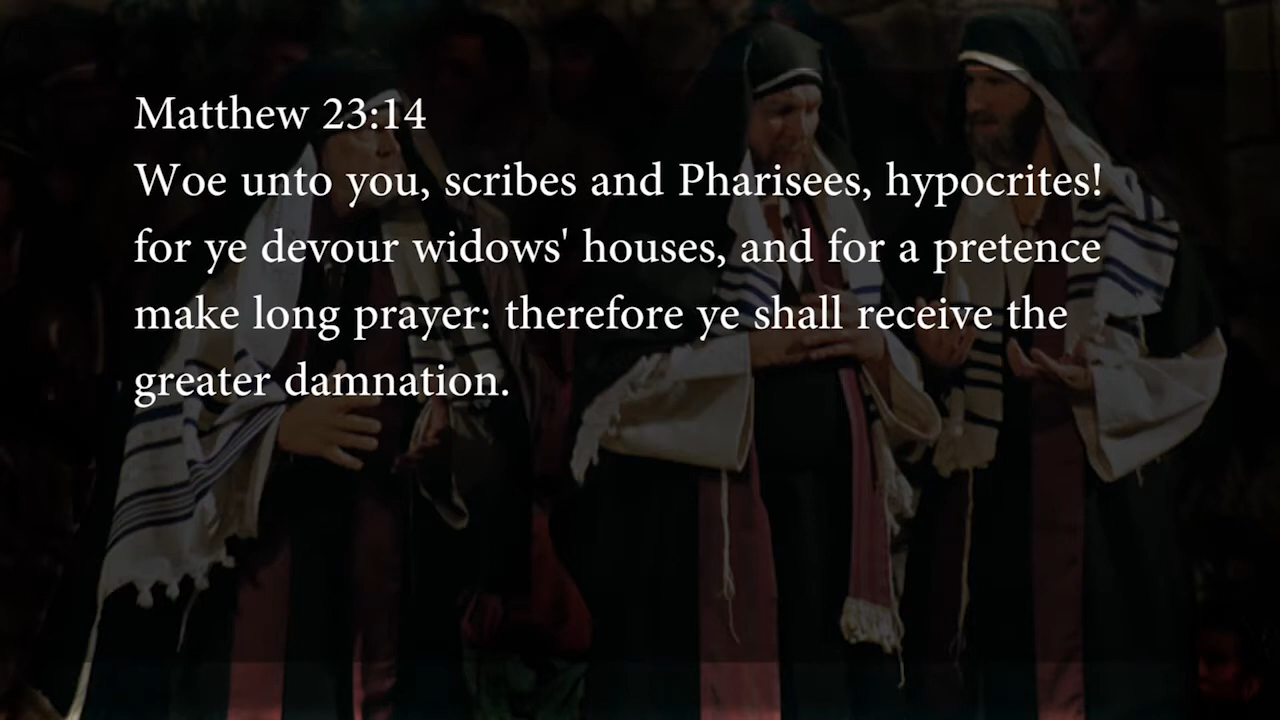 Matthew 23:14
Woe unto you, scribes and Pharisees, hypocrites!
for ye devour widows' houses, and for a pretence
make long prayer: therefore ye shall receive the
greater damnation.